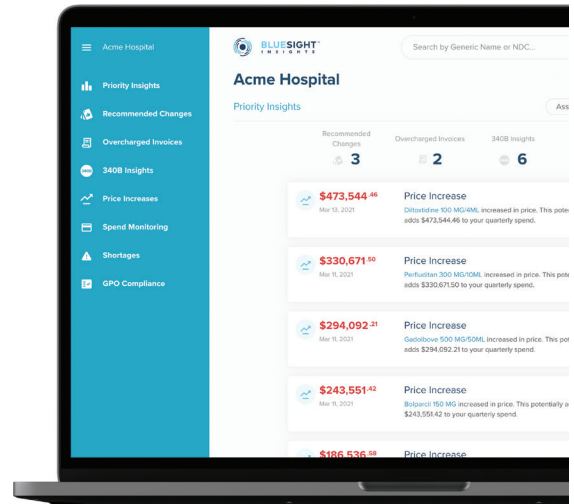 Acme Hospital
Priority Insights
Recommended Changes
Overcharged Invoices
340B Insights
Price Increases
Spend Monitoring
Shortages
GPO Compliance
BLUESIGHT
INSIGHTS
Search by Generic Name or NDC...
Acme Hospital
Priority Insights
Recommended
Changes
3
Overcharged Invoices
2
340B Insights
6
$473,544.46
Mar 13, 2021
Price Increase
Dittoxidine 100 MG/4ML increased in price. This
adds $473,544.46 to your quarterly spend.
$330,671.50
Mar 11, 2021
Price Increase
Perfluditan 300 MG/10ML increased in price. This
adds $330,671.50 to your quarterly spend.
$294,092.21
Mar 11, 2021
Price Increase
Gadolbove 500 MG/50ML increased in price. This
adds $294,092.21 to your quarterly spend.
$243,551.42
Mar 11, 2021
Price Increase
Bolparcil 150 MG increased in price. This potentially
$243,551.42 to your quarterly spend.
$186,536.58
Price Increase